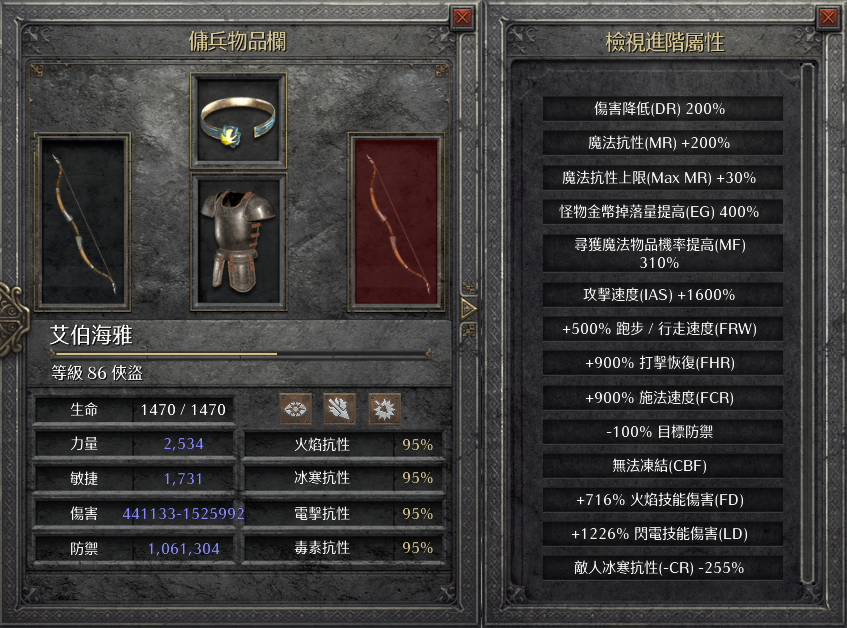 傭兵物品欄
艾伯海雅
等級 86 俠盜
生命 1470 / 1470
力量 2,534 火焰抗性 95%
敏捷 1,731 冰寒抗性 95%
傷害 441133-1525992 電擊抗性 95%
防禦 1,061,304 毒素抗性 95%
檢視進階屬性
傷害降低(DR) 200%
魔法抗性(MR) +200%
魔法抗性上限(Max MR) +30%
怪物金幣掉落量提高(EG) 400%
尋獲魔法物品機率提高(MF)
310%
攻擊速度(IAS) +1600%
+500% 跑步 / 行走速度(FRW)
+900% 打擊恢復(FHR)
+900% 施法速度(FCR)
-100% 目標防禦
無法凍結(CBF)
+716% 火焰技能傷害(FD)
+1226% 閃電技能傷害(LD)
敵人冰寒抗性(-CR) -255%